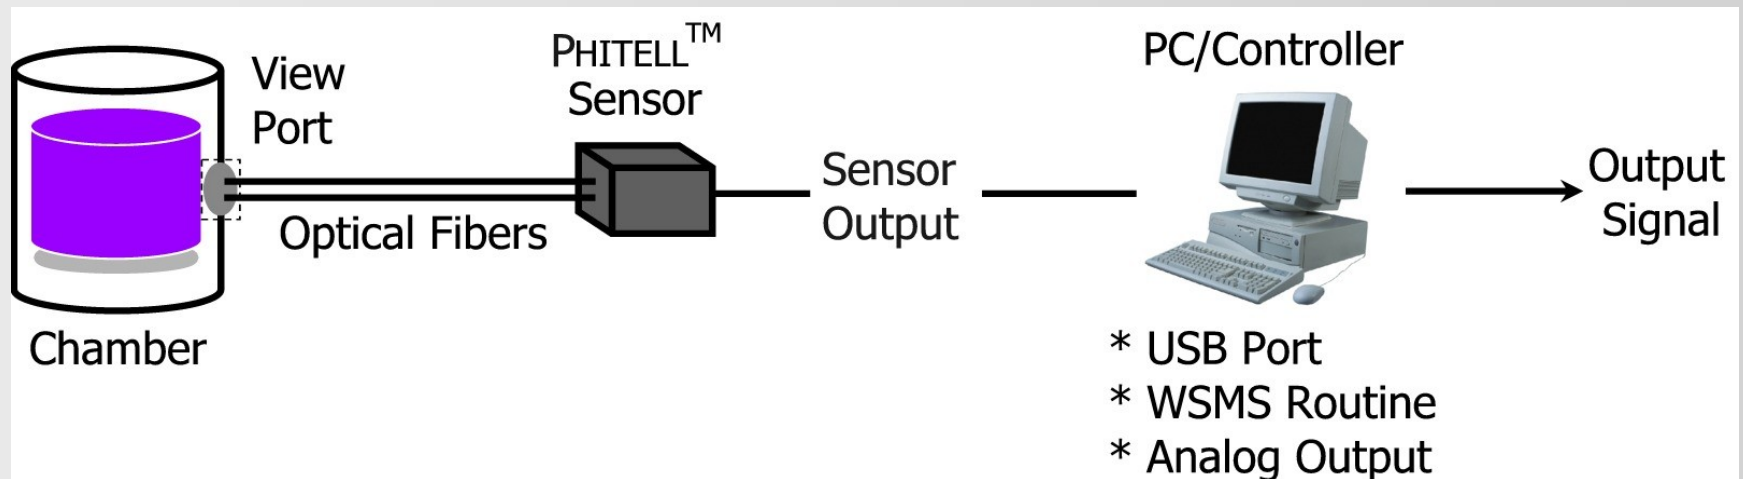 View
Port
PHITELL™
Sensor
PC/Controller
Optical Fibers
Sensor
Output
Output
Signal
Chamber
* USB Port
* WSMS Routine
* Analog Output